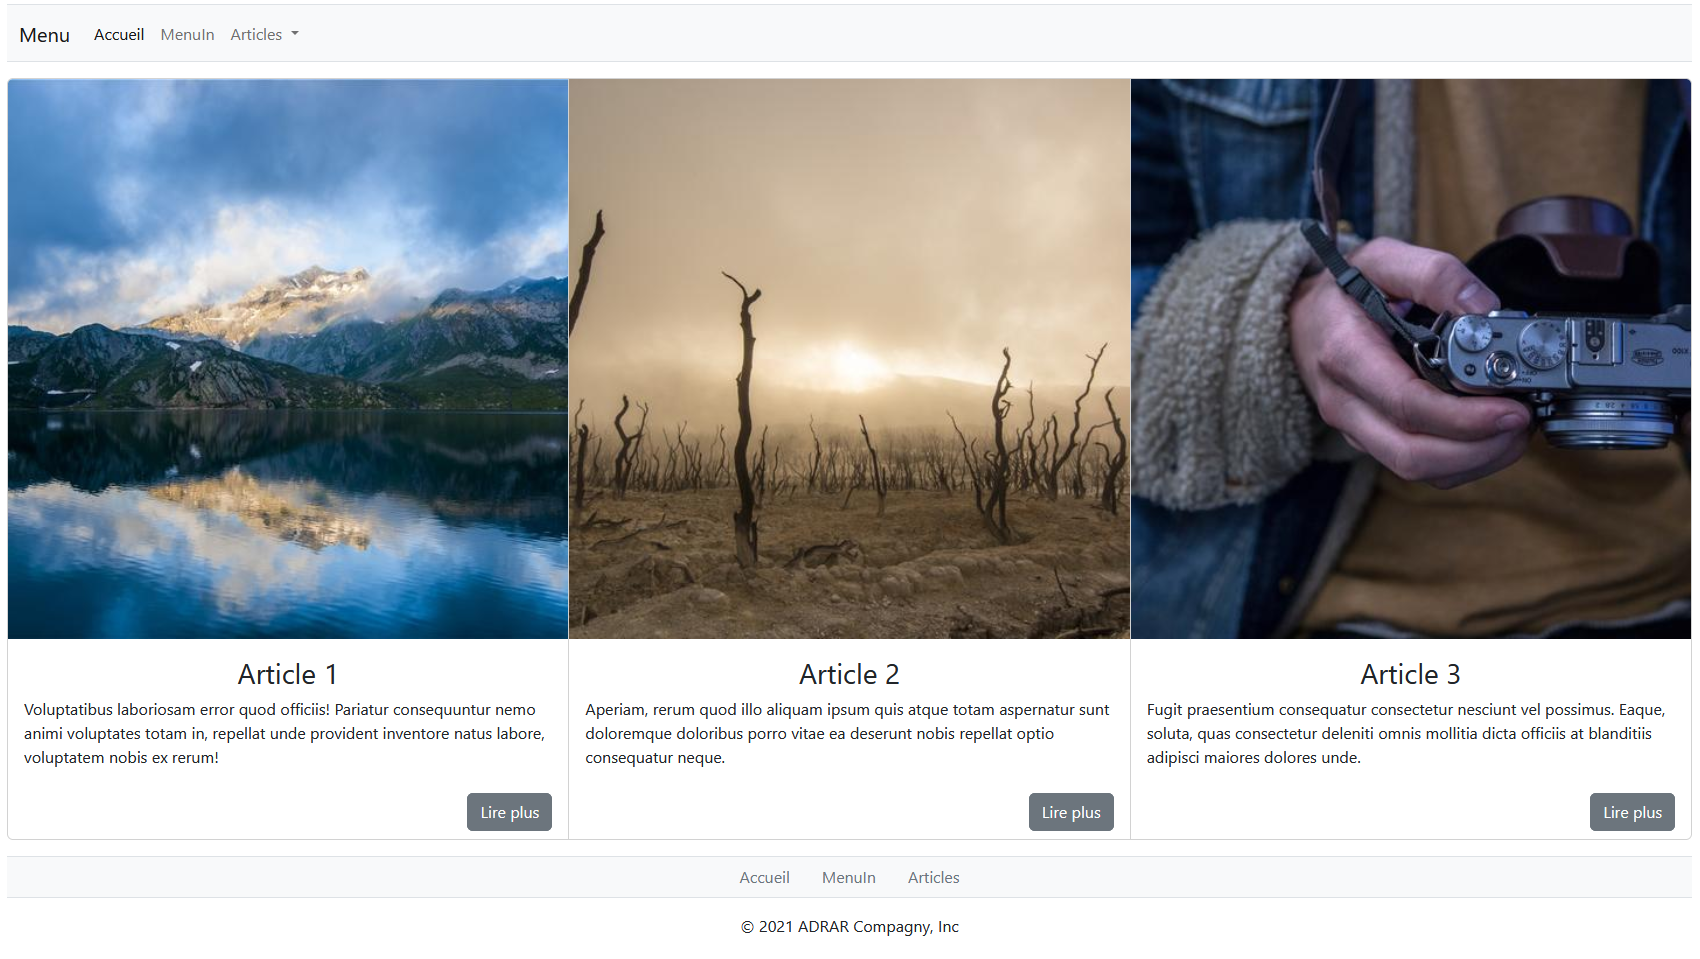 Menu Accueil MenuIn Articles
Article 1
Voluptatibus laboriosam error quod officiis! Pariatur consequuntur nemo
animi voluptates totam in, repellat unde provident inventore natus labore,
voluptatem nobis ex rerum!
Lire plus
Article 2
Aperiam, rerum quod illo aliquam ipsum quis atque totam aspernatur sunt
doloremque doloribus porro vitae ea deserunt nobis repellat optio
consequatur neque.
Lire plus
X100
ON
OFF
Article 3
Fugit praesentium consequatur consectetur nesciunt vel possimus. Eaque,
soluta, quas consectetur deleniti omnis mollitia dicta officiis at blanditiis
adipisci maiores dolores unde.
Lire plus
Accueil MenuIn Articles
© 2021 ADRAR Compagny, Inc